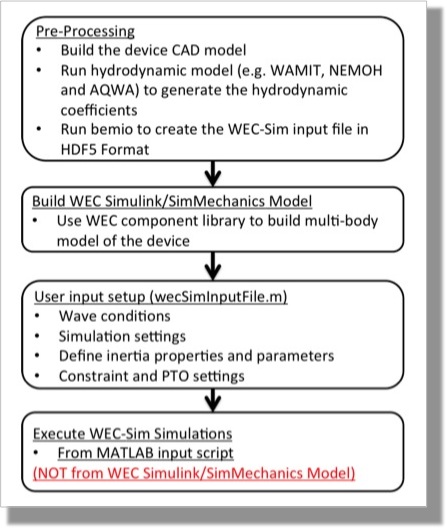 Pre-Processing
• Build the device CAD model
• Run hydrodynamic model (e.g. WAMIT, NEMOH
and AQWA) to generate the hydrodynamic
coefficients
• Run bemio to create the WEC-Sim input file in
HDF5 Format
Build WEC Simulink/SimMechanics Model
• Use WEC component library to build multi-body
model of the device
User input setup (wecSimInputFile.m)
• Wave conditions
• Simulation settings
• Define inertia properties and parameters
• Constraint and PTO settings
Execute WEC-Sim Simulations
• From MATLAB input script
(NOT from WEC Simulink/SimMechanics Model)